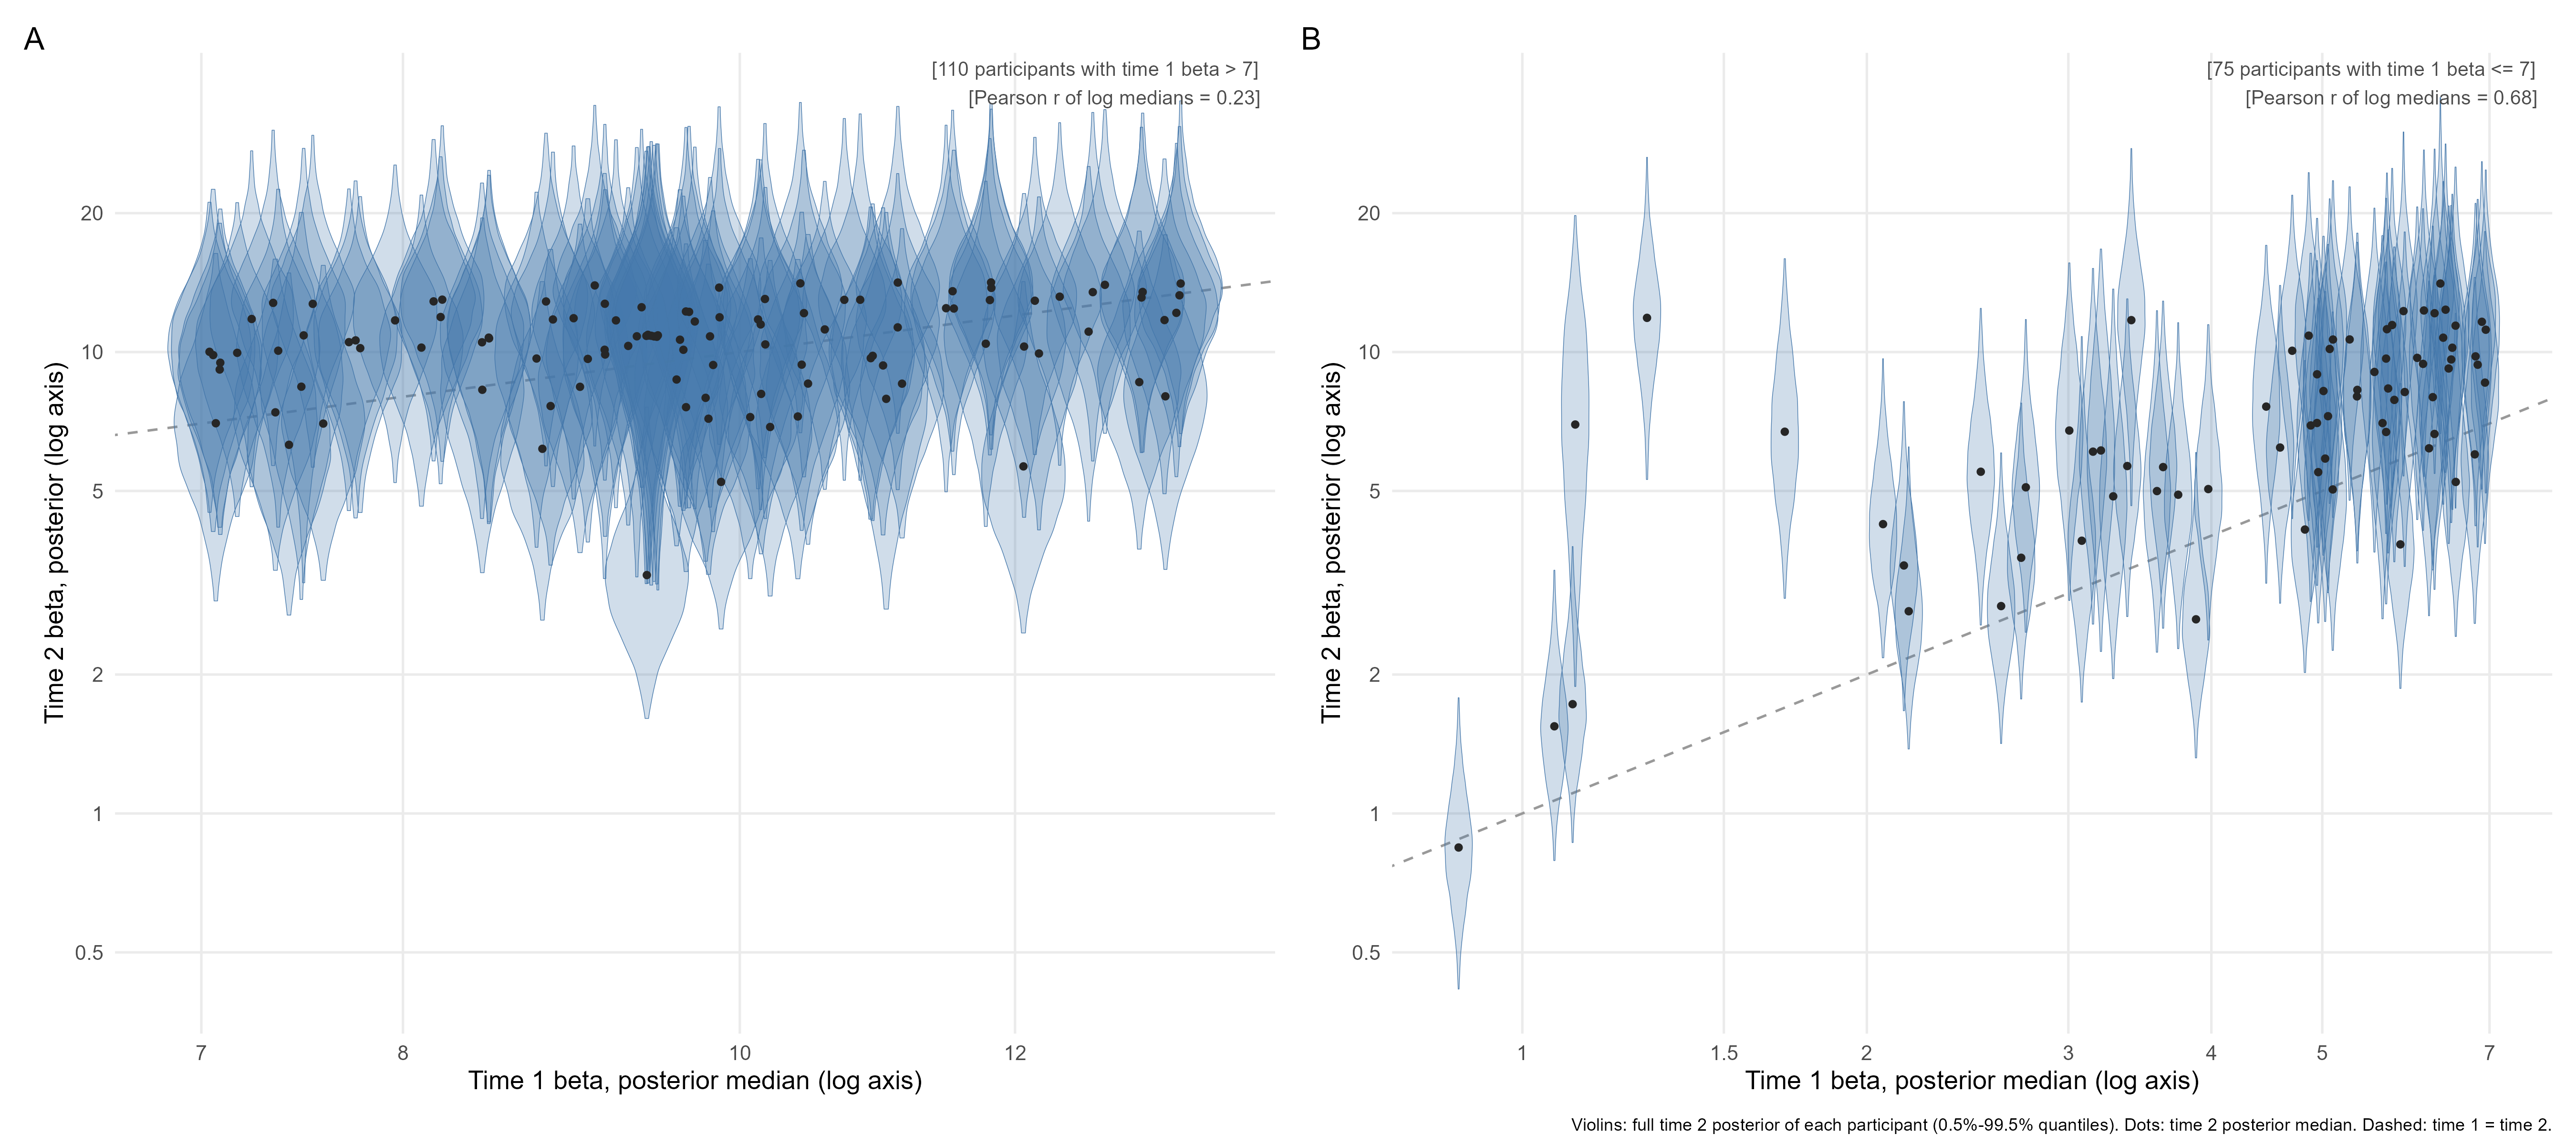 A
[110 participants with time 1 beta > 7]
[Pearson r of log medians = 0.23]
20
10
5
2
1
0.5
Time 2 beta, posterior (log axis)
7
8
10
12
Time 1 beta, posterior median (log axis)
B
[75 participants with time 1 beta <= 7]
[Pearson r of log medians = 0.68]
20
10
5
2
1
0.5
Time 2 beta, posterior (log axis)
1
1.5
2
3
4
5
7
Time 1 beta, posterior median (log axis)
Violins: full time 2 posterior of each participant (0.5%-99.5% quantiles). Dots: time 2 posterior median. Dashed: time 1 = time 2.